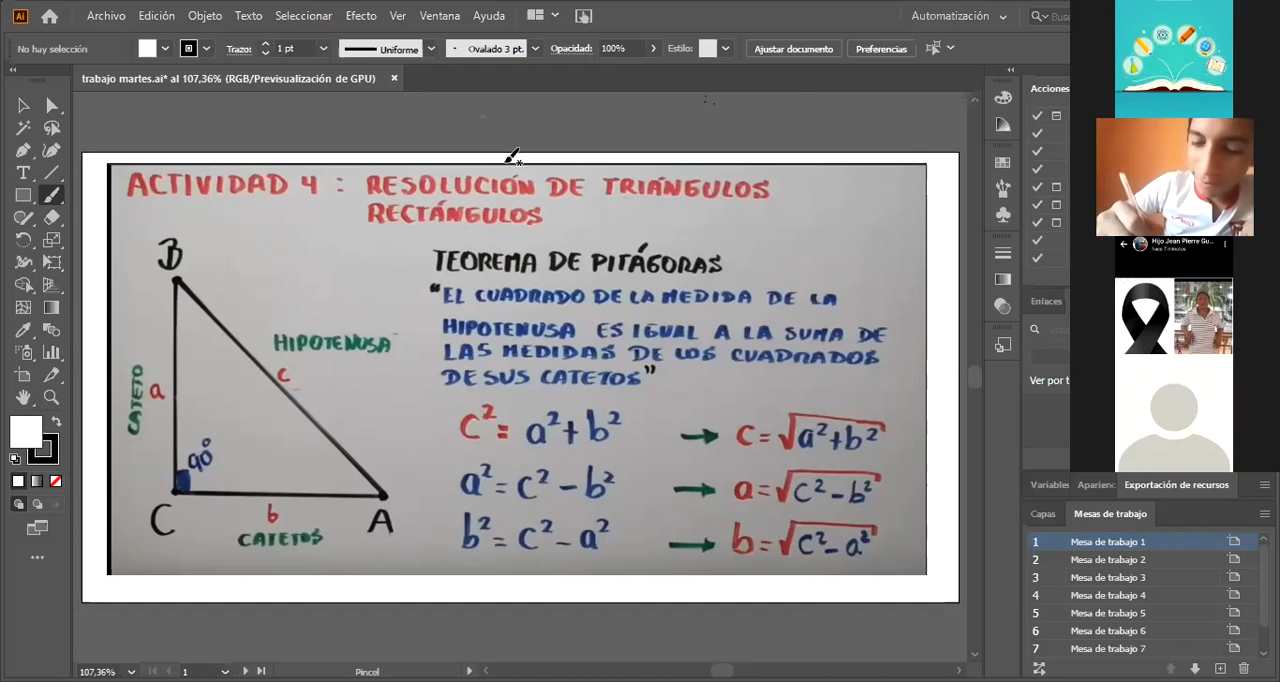 Archivo Edición Objeto Texto Seleccionar Efecto Ver Ventana Ayuda
Automatización
No hay selección Trazo: 1 pt Uniforme Ovalado 3 pt. Opacidad: 100% Estilo: Ajustar documento Preferencias
trabajo martes.ai* al 107,36% (RGB/Previsualización de GPU)
ACTIVIDAD 4 : RESOLUCIÓN DE TRIÁNGULOS
RECTÁNGULOS
B
HIPOTENUSA
c
CATETO
a
90°
C
b
A
CATETOS
TEOREMA DE PITÁGORAS
"EL CUADRADO DE LA MEDIDA DE LA
HIPOTENUSA ES IGUAL A LA SUMA DE
LAS MEDIDAS DE LOS CUADRADOS
DE SUS CATETOS"
c² = a² + b² → c = √a² + b²
a² = c² - b² → a = √c² - b²
b² = c² - a² → b = √c² - a²
Acciones
Enlaces
Hijo Jean Pierre Gu...
hace 7 minutos
Variables Exportación de recursos
Capas Mesas de trabajo
1 Mesa de trabajo 1
2 Mesa de trabajo 2
3 Mesa de trabajo 3
4 Mesa de trabajo 4
5 Mesa de trabajo 5
6 Mesa de trabajo 6
7 Mesa de trabajo 7
107,36% 1 Pincel